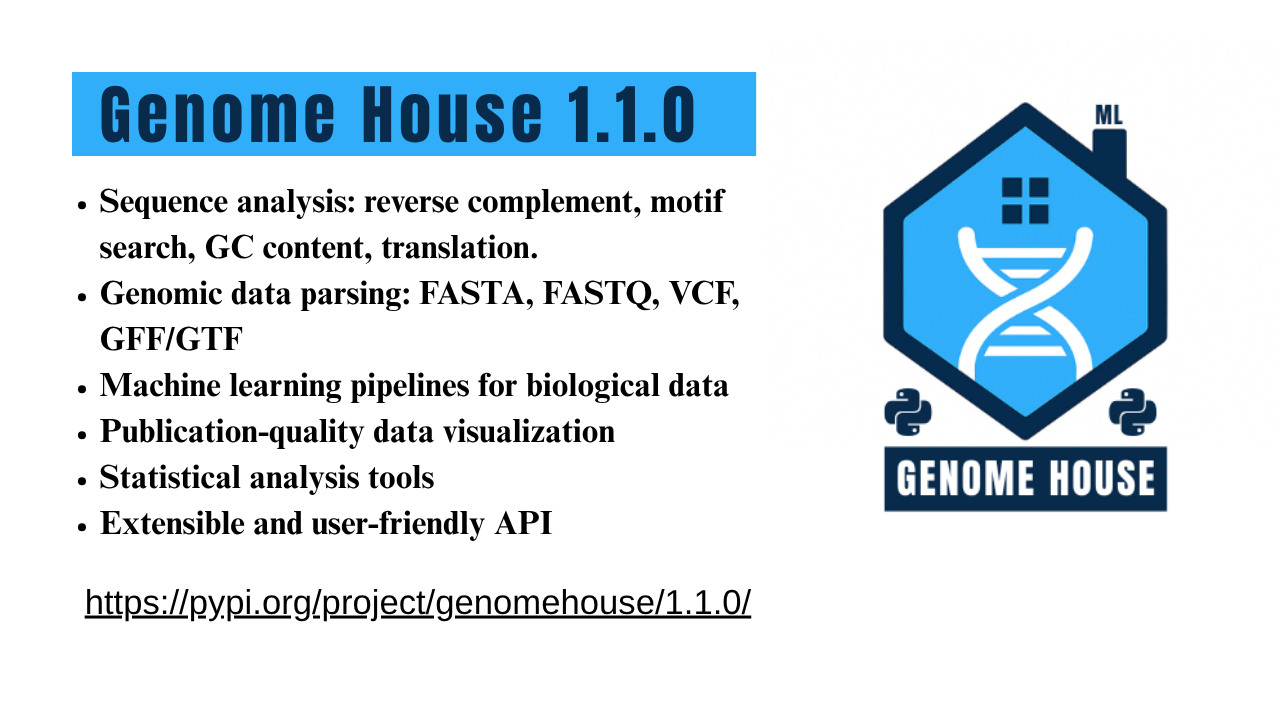 Genome House 1.1.0
• Sequence analysis: reverse complement, motif
search, GC content, translation.
• Genomic data parsing: FASTA, FASTQ, VCF,
GFF/GTF
• Machine learning pipelines for biological data
• Publication-quality data visualization
• Statistical analysis tools
• Extensible and user-friendly API
https://pypi.org/project/genomehouse/1.1.0/
ML
GENOME HOUSE